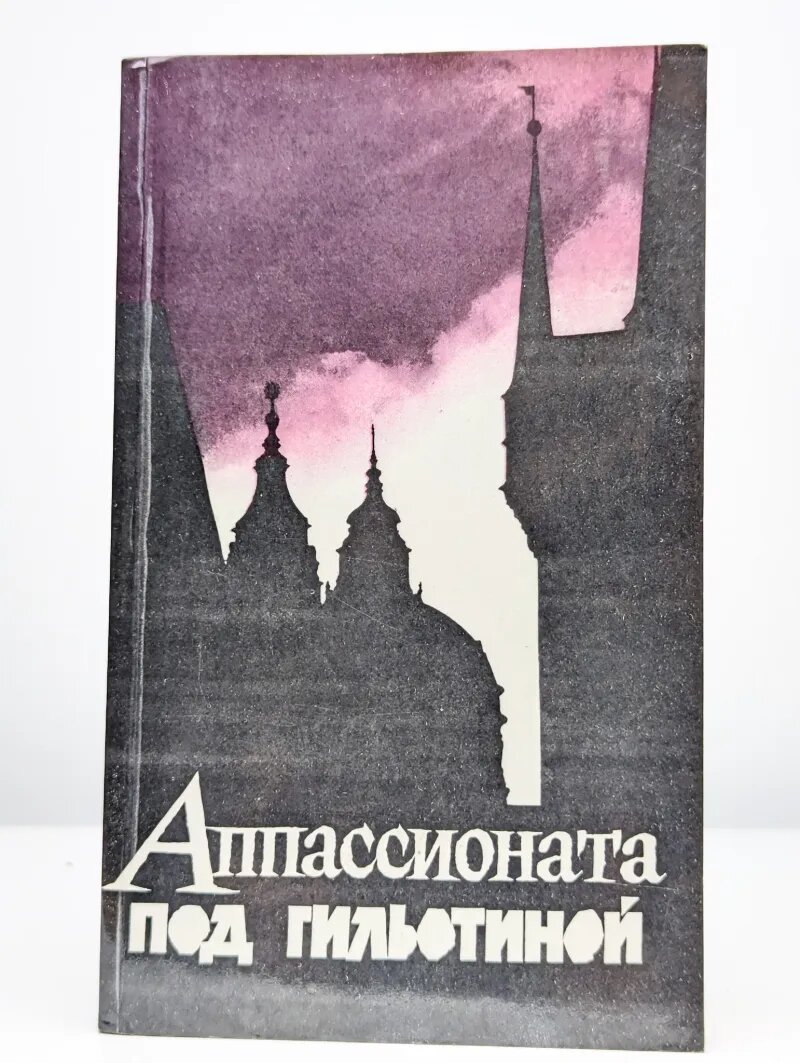 Аппассионата
под гильотиной